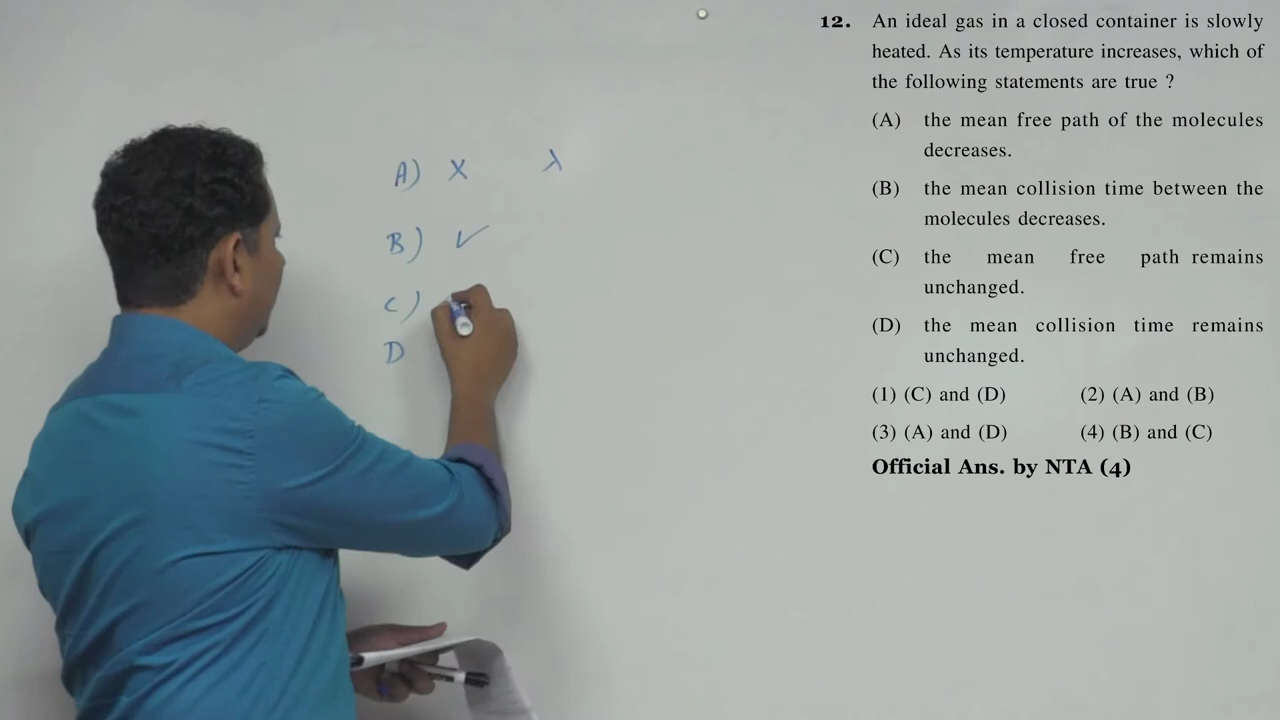 A) X λ
B) ✓
C)
D
12. An ideal gas in a closed container is slowly
heated. As its temperature increases, which of
the following statements are true ?
(A) the mean free path of the molecules
decreases.
(B) the mean collision time between the
molecules decreases.
(C) the mean free path remains
unchanged.
(D) the mean collision time remains
unchanged.
(1) (C) and (D) (2) (A) and (B)
(3) (A) and (D) (4) (B) and (C)
Official Ans. by NTA (4)